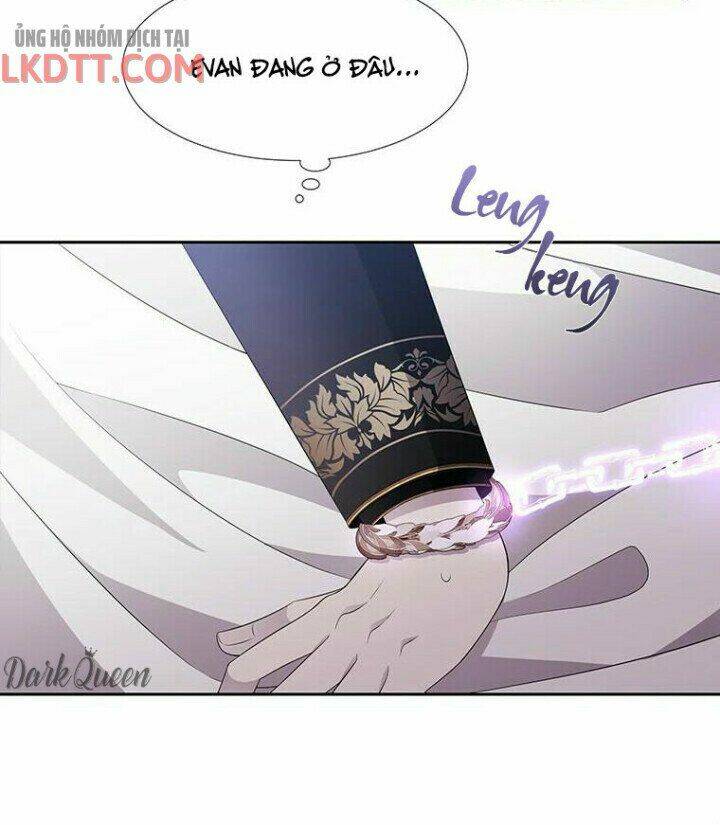 ỦNG HỘ NHÓM DỊCH TẠI
LKDTT.COM
EVAN ĐANG Ở ĐÂU...
Leng
keng
DarkQueen